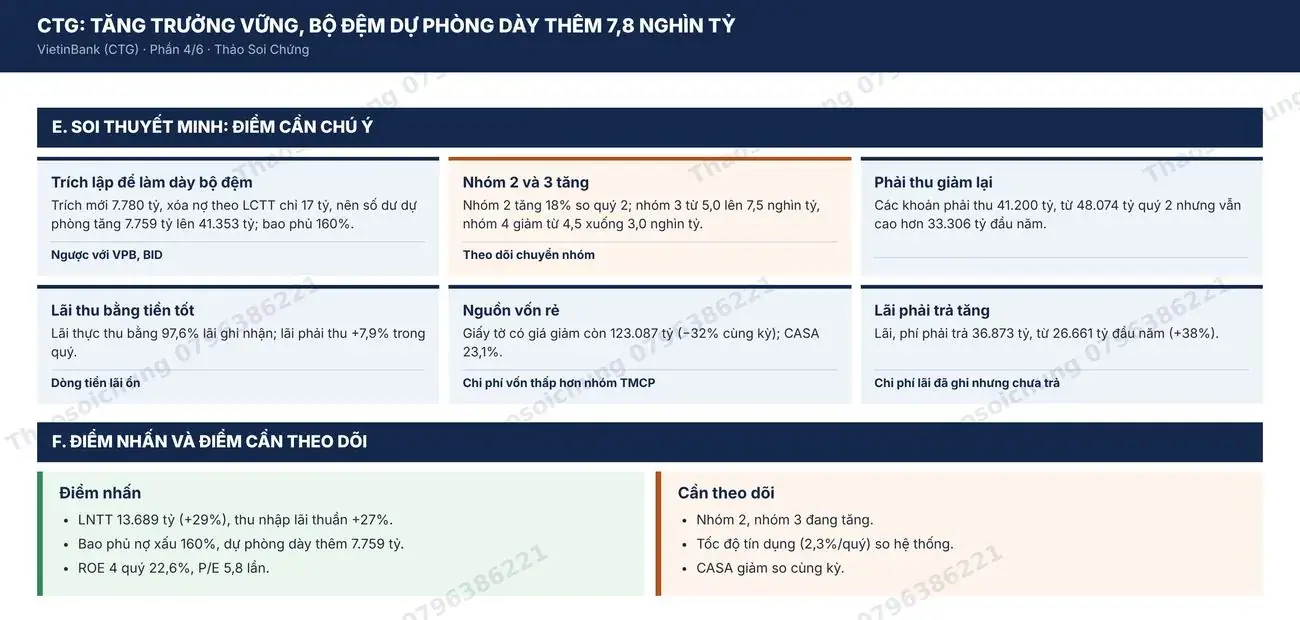 CTG: TĂNG TRƯỞNG VỮNG, BỘ ĐỆM DỰ PHÒNG DÀY THÊM 7,8 NGHÌN TỶ
VietinBank (CTG) · Phần 4/6 · Thảo Soi Chứng
E. SOI THUYẾT MINH: ĐIỂM CẦN CHÚ Ý
Trích lập để làm dày bộ đệm
Trích mới 7.780 tỷ, xóa nợ theo LCTT chỉ 17 tỷ, nên số dư dự
phòng tăng 7.759 tỷ lên 41.353 tỷ; bao phủ 160%.
Ngược với VPB, BID
Nhóm 2 và 3 tăng
Nhóm 2 tăng 18% so quý 2; nhóm 3 từ 5,0 lên 7,5 nghìn tỷ,
nhóm 4 giảm từ 4,5 xuống 3,0 nghìn tỷ.
Theo dõi chuyển nhóm
Phải thu giảm lại
Các khoản phải thu 41.200 tỷ, từ 48.074 tỷ quý 2 nhưng vẫn
cao hơn 33.306 tỷ đầu năm.
Lãi thu bằng tiền tốt
Lãi thực thu bằng 97,6% lãi ghi nhận; lãi phải thu +7,9% trong
quý.
Dòng tiền lãi ổn
Nguồn vốn rẻ
Giấy tờ có giá giảm còn 123.087 tỷ (−32% cùng kỳ); CASA
23,1%.
Chi phí vốn thấp hơn nhóm TMCP
Lãi phải trả tăng
Lãi, phí phải trả 36.873 tỷ, từ 26.661 tỷ đầu năm (+38%).
Chi phí lãi đã ghi nhưng chưa trả
F. ĐIỂM NHẤN VÀ ĐIỂM CẦN THEO DÕI
Điểm nhấn
• LNTT 13.689 tỷ (+29%), thu nhập lãi thuần +27%.
• Bao phủ nợ xấu 160%, dự phòng dày thêm 7.759 tỷ.
• ROE 4 quý 22,6%, P/E 5,8 lần.
Cần theo dõi
• Nhóm 2, nhóm 3 đang tăng.
• Tốc độ tín dụng (2,3%/quý) so hệ thống.
• CASA giảm so cùng kỳ.
Thaosoichung 0796386221